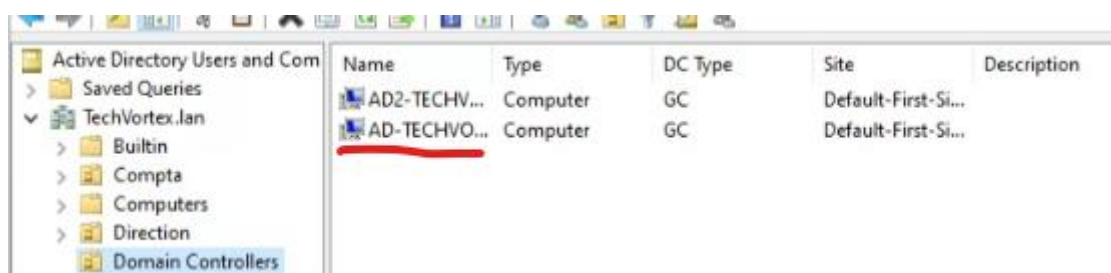 Active Directory Users and Com
Saved Queries
TechVortex.lan
Builtin
Compta
Computers
Direction
Domain Controllers
Name Type DC Type Site Description
AD2-TECHV... Computer GC Default-First-Si...
AD-TECHVO... Computer GC Default-First-Si...